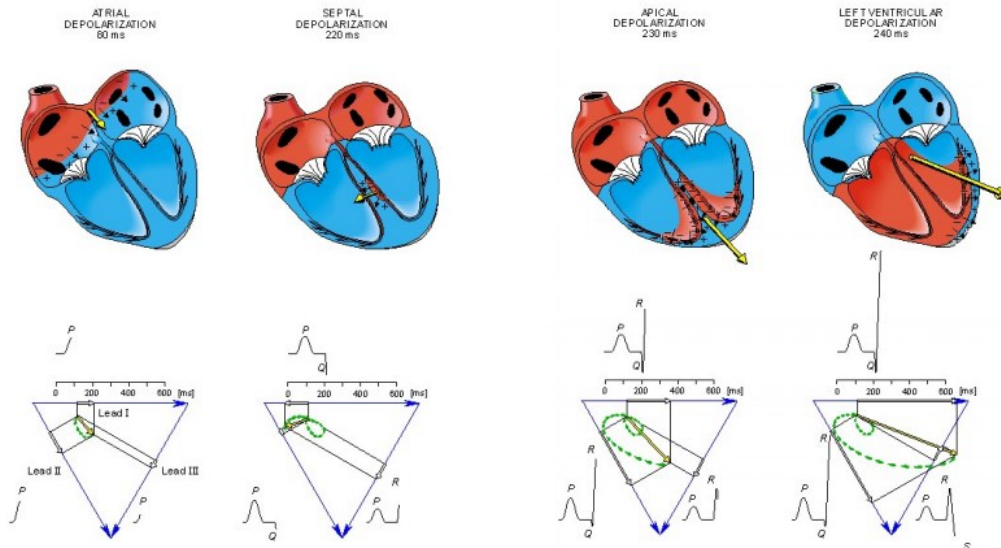 ATRIAL
DEPOLARIZATION
80 ms
SEPTAL
DEPOLARIZATION
220 ms
APICAL
DEPOLARIZATION
230 ms
LEFT VENTRICULAR
DEPOLARIZATION
240 ms
P
P
Q
R
P
Q
R
P
Q
0 200 400 600 [ms]
0 200 400 600 [ms]
0 200 400 600 [ms]
0 200 400 600 [ms]
Lead I
Lead II
Lead III
P
P
P
Q
R
P
R
P
Q
R
P
R
P
Q
R
P
S